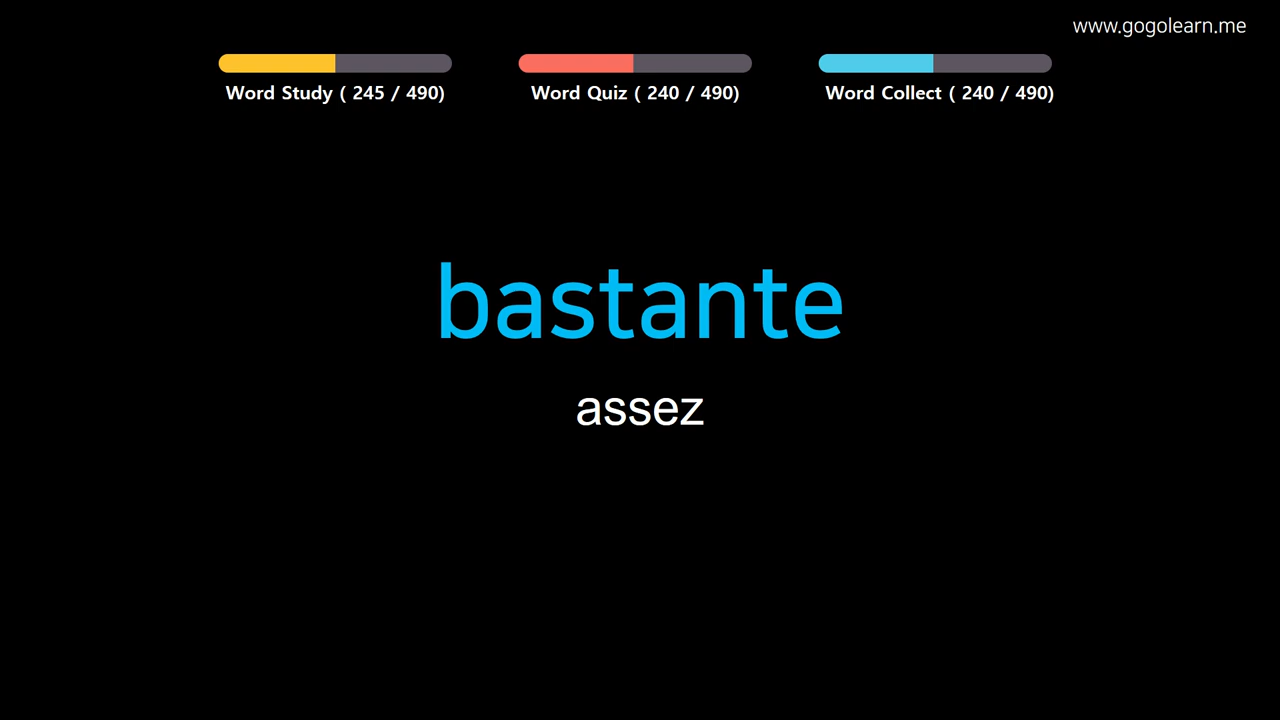 www.gogolearn.me
Word Study ( 245 / 490)
Word Quiz ( 240 / 490)
Word Collect ( 240 / 490)
bastante
assez